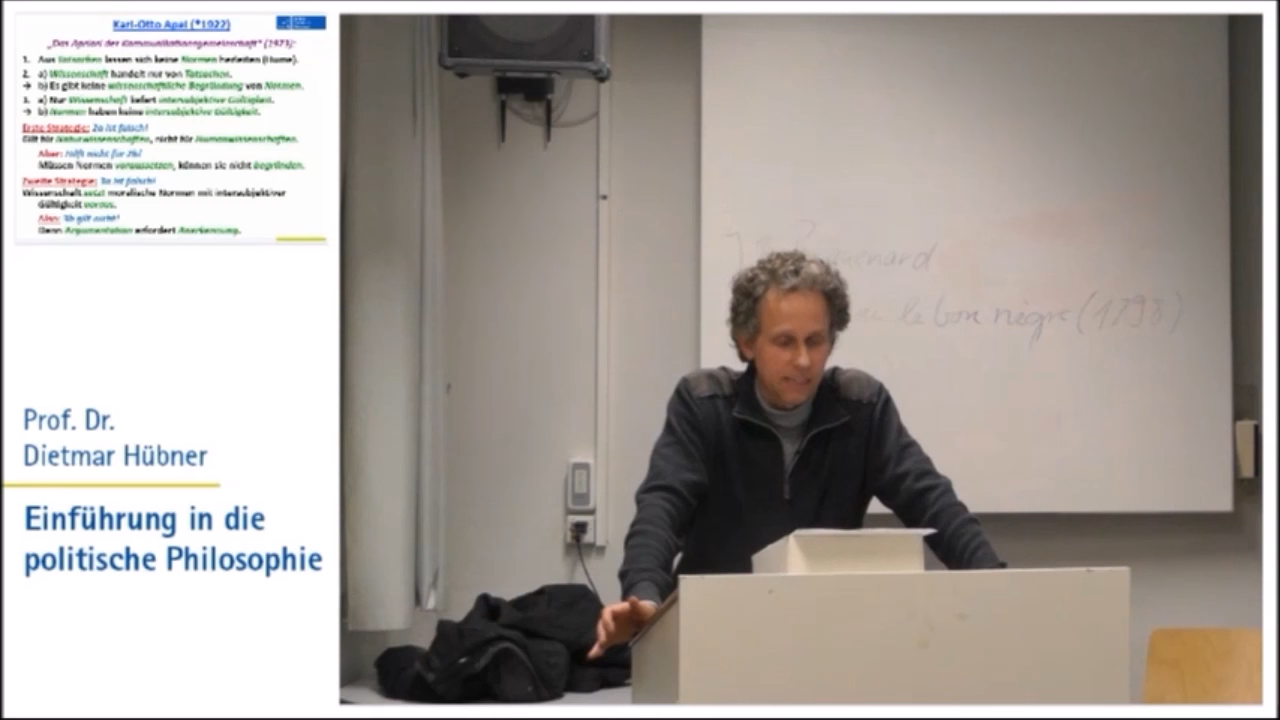 Karl-Otto Apel (*1922)
„Das Apriori der Kommunikationsgemeinschaft“ (1973):
1. Aus Tatsachen lassen sich keine Normen herleiten (Hume).
2. a) Wissenschaft handelt nur von Tatsachen.
→ b) Es gibt keine wissenschaftliche Begründung von Normen.
3. a) Nur Wissenschaft liefert intersubjektive Gültigkeit.
→ b) Normen haben keine intersubjektive Gültigkeit.
Erste Strategie: 2a ist falsch!
Gilt für Naturwissenschaften, nicht für Humanwissenschaften.
Aber: Hilft nicht für 2b!
Müssen Normen voraussetzen, können sie nicht begründen.
Zweite Strategie: 3a ist falsch!
Wissenschaft setzt moralische Normen mit intersubjektiver
Gültigkeit voraus.
Also: 3b gilt nicht!
Denn Argumentation erfordert Anerkennung.
Prof. Dr.
Dietmar Hübner
Einführung in die
politische Philosophie
le bon nègre (1798)